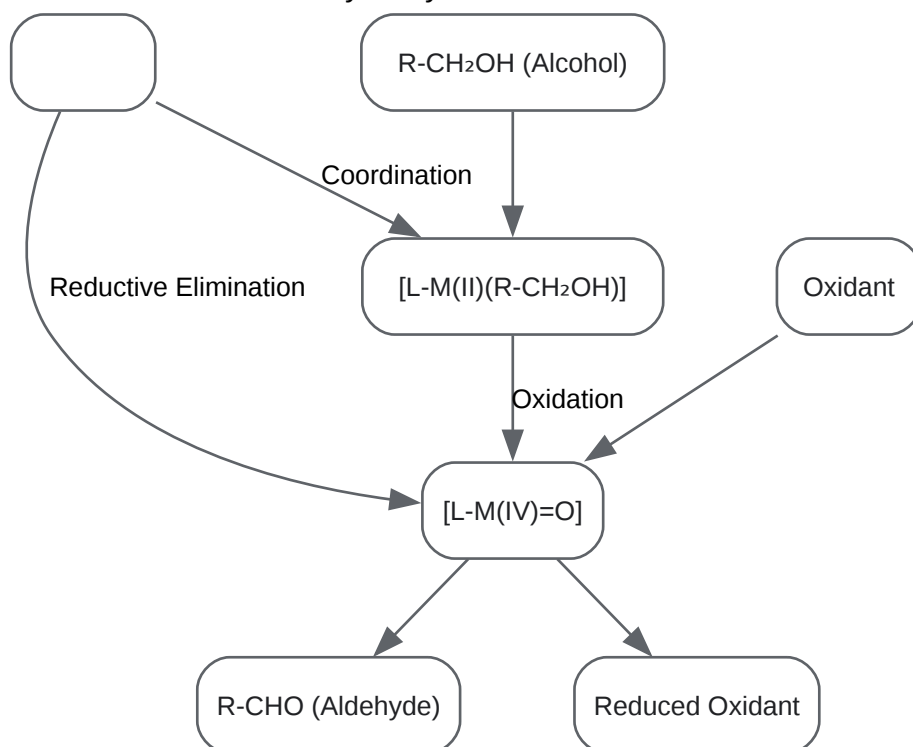 R-CH₂OH (Alcohol)
Coordination
Reductive Elimination
[L-M(II)(R-CH₂OH)]
Oxidant
Oxidation
[L-M(IV)=O]
R-CHO (Aldehyde)
Reduced Oxidant